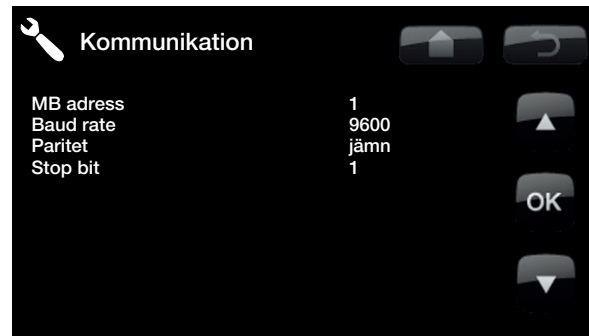 Kommunikation
MB adress 1
Baud rate 9600
Paritet jämn
Stop bit 1
OK